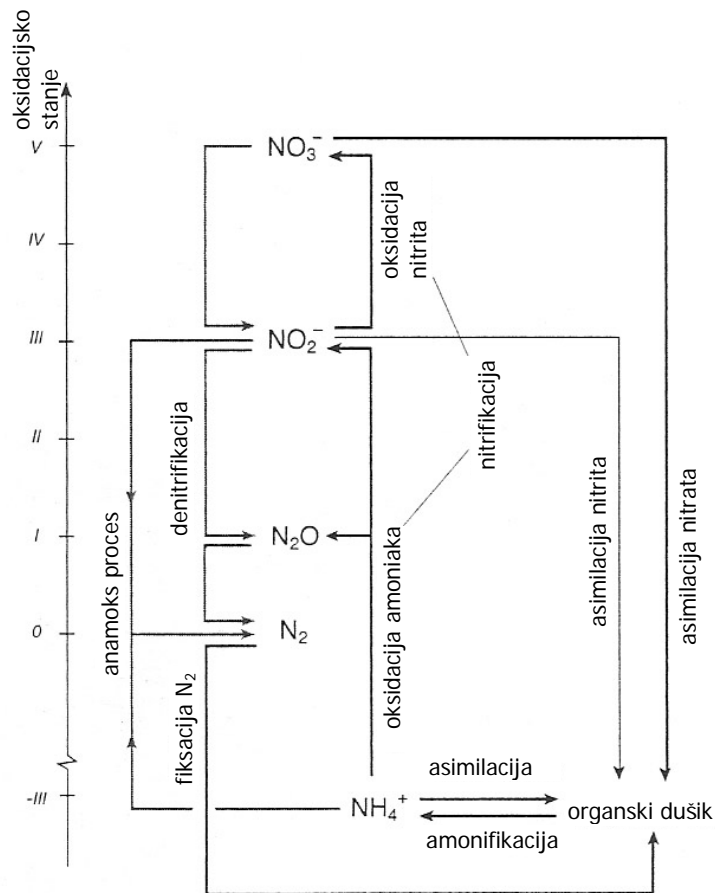 oksidacijsko
stanje
V
IV
III
II
I
0
-III
NO₃⁻
NO₂⁻
N₂O
N₂
NH₄⁺
organski dušik
oksidacija
nitrita
nitrifikacija
denitrifikacija
anamoks proces
fiksacija N₂
oksidacija amoniaka
asimilacija nitrita
asimilacija nitrata
asimilacija
amonifikacija